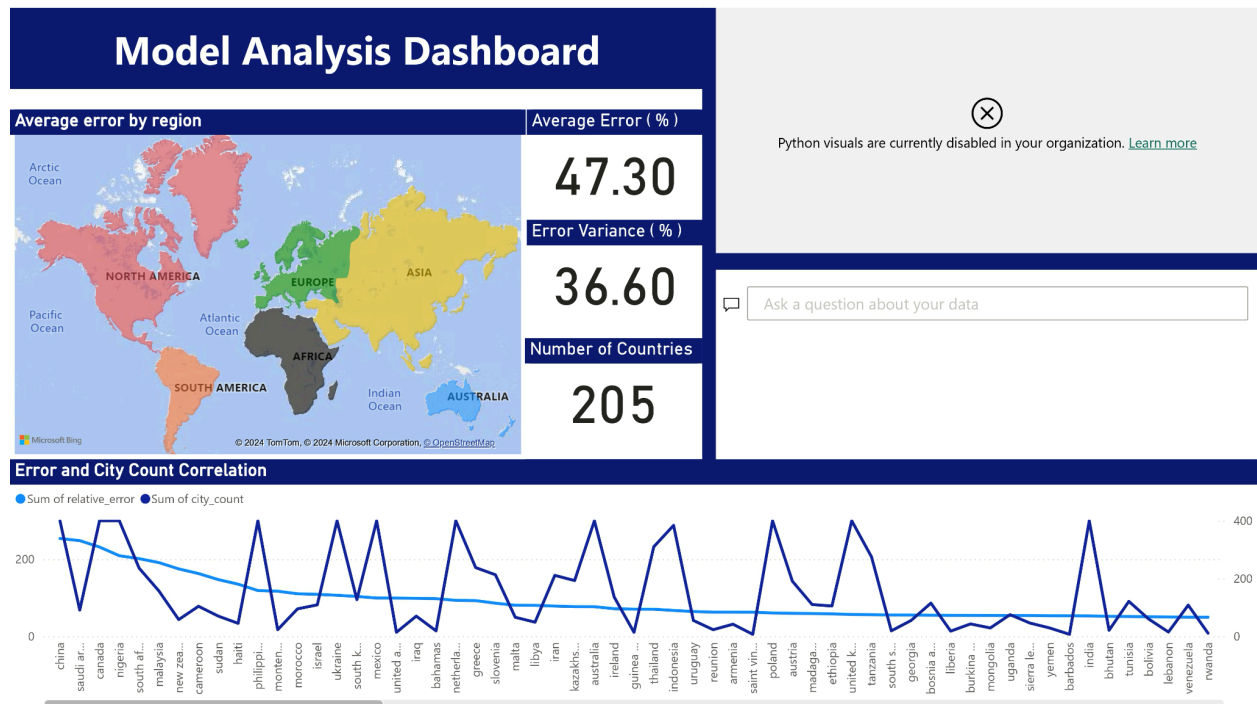 Model Analysis Dashboard
Average error by region
Arctic
Ocean
NORTH AMERICA
EUROPE
ASIA
Pacific
Ocean
Atlantic
Ocean
AFRICA
SOUTH AMERICA
Indian
Ocean
AUSTRALIA
Microsoft Bing
© 2024 TomTom, © 2024 Microsoft Corporation, © OpenStreetMap
Average Error ( % )
47.30
Error Variance ( % )
36.60
Number of Countries
205
Python visuals are currently disabled in your organization. Learn more
Ask a question about your data
Error and City Count Correlation
Sum of relative_error
Sum of city_count
200
0
400
200
0
china
saudi ar...
canada
nigeria
south af...
malaysia
new zea...
cameroon
sudan
haiti
philippi...
monten...
morocco
israel
ukraine
south k...
mexico
united a...
iraq
bahamas
netherla...
greece
slovenia
malta
libya
iran
kazakhs...
australia
ireland
guinea ...
thailand
indonesia
uruguay
reunion
armenia
saint vin...
poland
austria
madaga...
ethiopia
united k...
tanzania
south s...
georgia
bosnia a...
liberia
burkina ...
mongolia
uganda
sierra le...
yemen
barbados
india
bhutan
tunisia
bolivia
lebanon
venezuela
rwanda